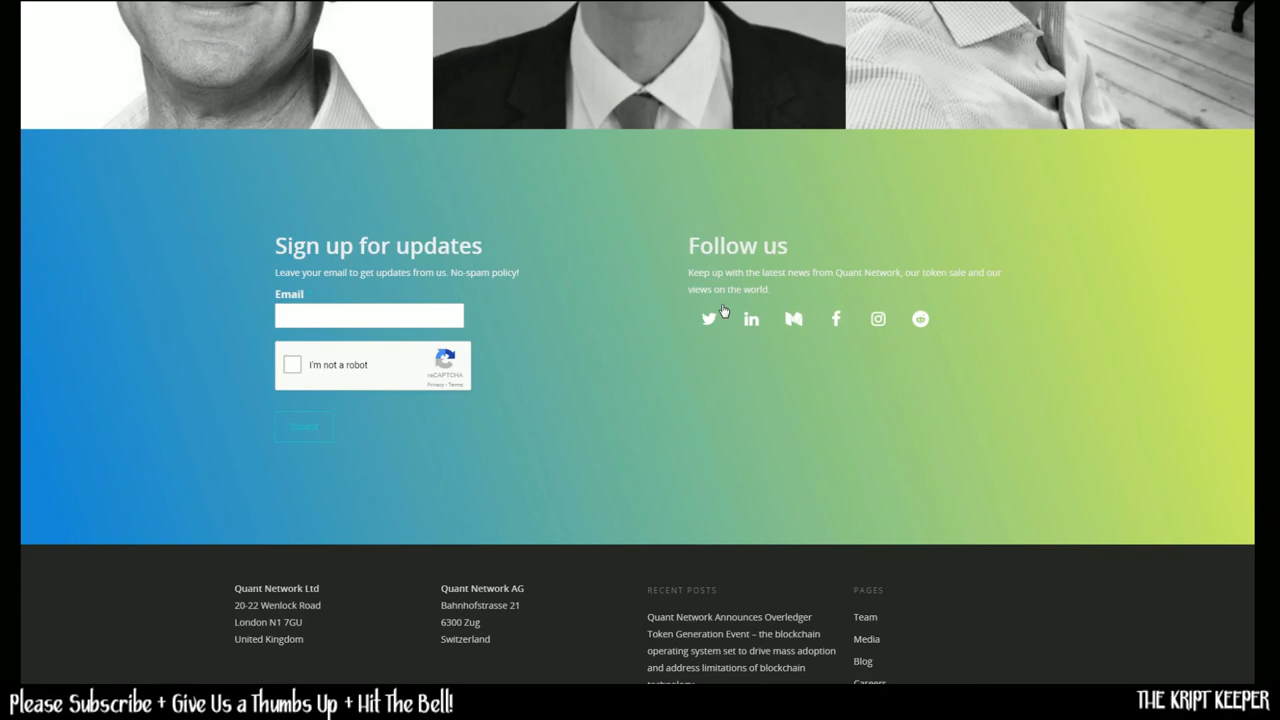 Sign up for updates
Leave your email to get updates from us. No-spam policy!
Email
I'm not a robot
reCAPTCHA
Privacy - Terms
Follow us
Keep up with the latest news from Quant Network, our token sale and our
views on the world.
Quant Network Ltd
20-22 Wenlock Road
London N1 7GU
United Kingdom
Quant Network AG
Bahnhofstrasse 21
6300 Zug
Switzerland
RECENT POSTS
Quant Network Announces Overledger
Token Generation Event – the blockchain
operating system set to drive mass adoption
and address limitations of blockchain
PAGES
Team
Media
Blog
Please Subscribe + Give Us a Thumbs Up + Hit The Bell!
THE KRIPT KEEPER